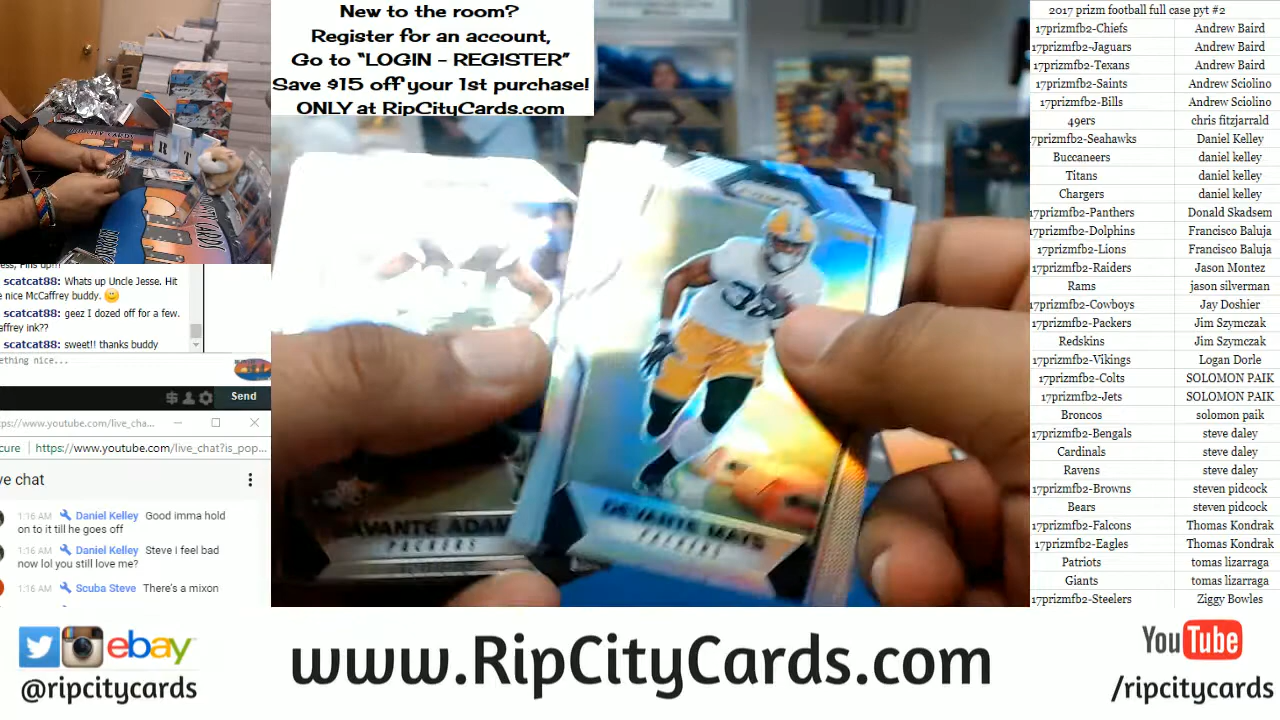 New to the room?
Register for an account,
Go to “LOGIN - REGISTER”
Save $15 off your 1st purchase!
ONLY at RipCityCards.com
scatcat88: Whats up Uncle Jesse. Hit
nice McCaffrey buddy.
scatcat88: geez I dozed off for a few.
affrey ink??
scatcat88: sweet!! thanks buddy
ething nice...
Send
ps://www.youtube.com/live_cha...
cure | https://www.youtube.com/live_chat?is_pop...
ve chat
1:16 AM Daniel Kelley Good imma hold
on to it till he goes off
1:16 AM Daniel Kelley Steve I feel bad
now lol you still love me?
1:16 AM Scuba Steve There's a mixon
DAVANTE ADAM
PACKERS
DEVANTE MAYS
PACKERS
2017 prizm football full case pyt #2
17prizmfb2-Chiefs Andrew Baird
17prizmfb2-Jaguars Andrew Baird
17prizmfb2-Texans Andrew Baird
17prizmfb2-Saints Andrew Sciolino
17prizmfb2-Bills Andrew Sciolino
49ers chris fitzjarrald
17prizmfb2-Seahawks Daniel Kelley
Buccaneers daniel kelley
Titans daniel kelley
Chargers daniel kelley
17prizmfb2-Panthers Donald Skadsem
17prizmfb2-Dolphins Francisco Baluja
17prizmfb2-Lions Francisco Baluja
17prizmfb2-Raiders Jason Montez
Rams jason silverman
17prizmfb2-Cowboys Jay Doshier
17prizmfb2-Packers Jim Szymczak
Redskins Jim Szymczak
17prizmfb2-Vikings Logan Dorle
17prizmfb2-Colts SOLOMON PAIK
17prizmfb2-Jets SOLOMON PAIK
Broncos solomon paik
17prizmfb2-Bengals steve daley
Cardinals steve daley
Ravens steve daley
17prizmfb2-Browns steven pidcock
Bears steven pidcock
17prizmfb2-Falcons Thomas Kondrak
17prizmfb2-Eagles Thomas Kondrak
Patriots tomas lizarraga
Giants tomas lizarraga
17prizmfb2-Steelers Ziggy Bowles
ebay
@ripcitycards
www.RipCityCards.com
YouTube
/ripcitycards